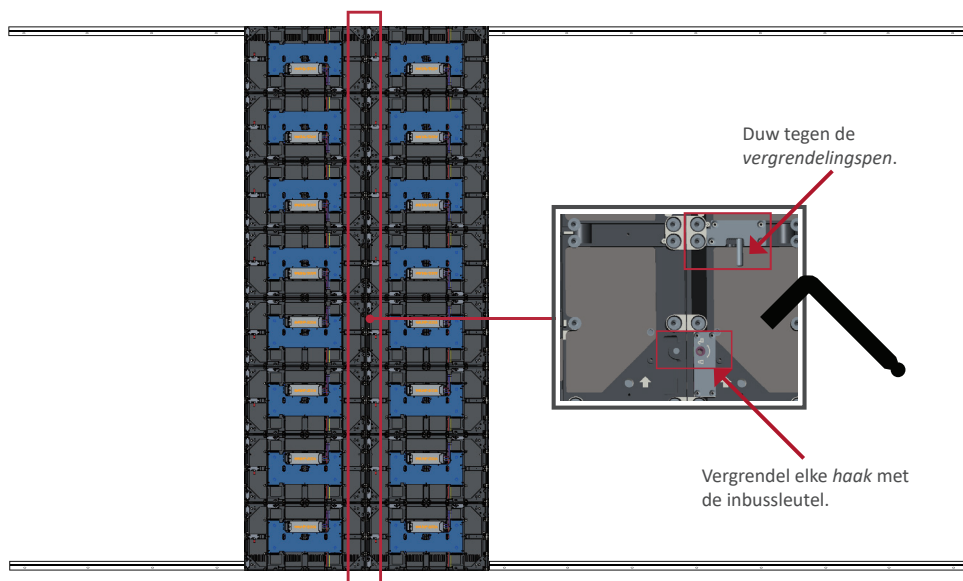 Duw tegen de
vergrendelingspen.
Vergrendel elke haak met
de inbussleutel.